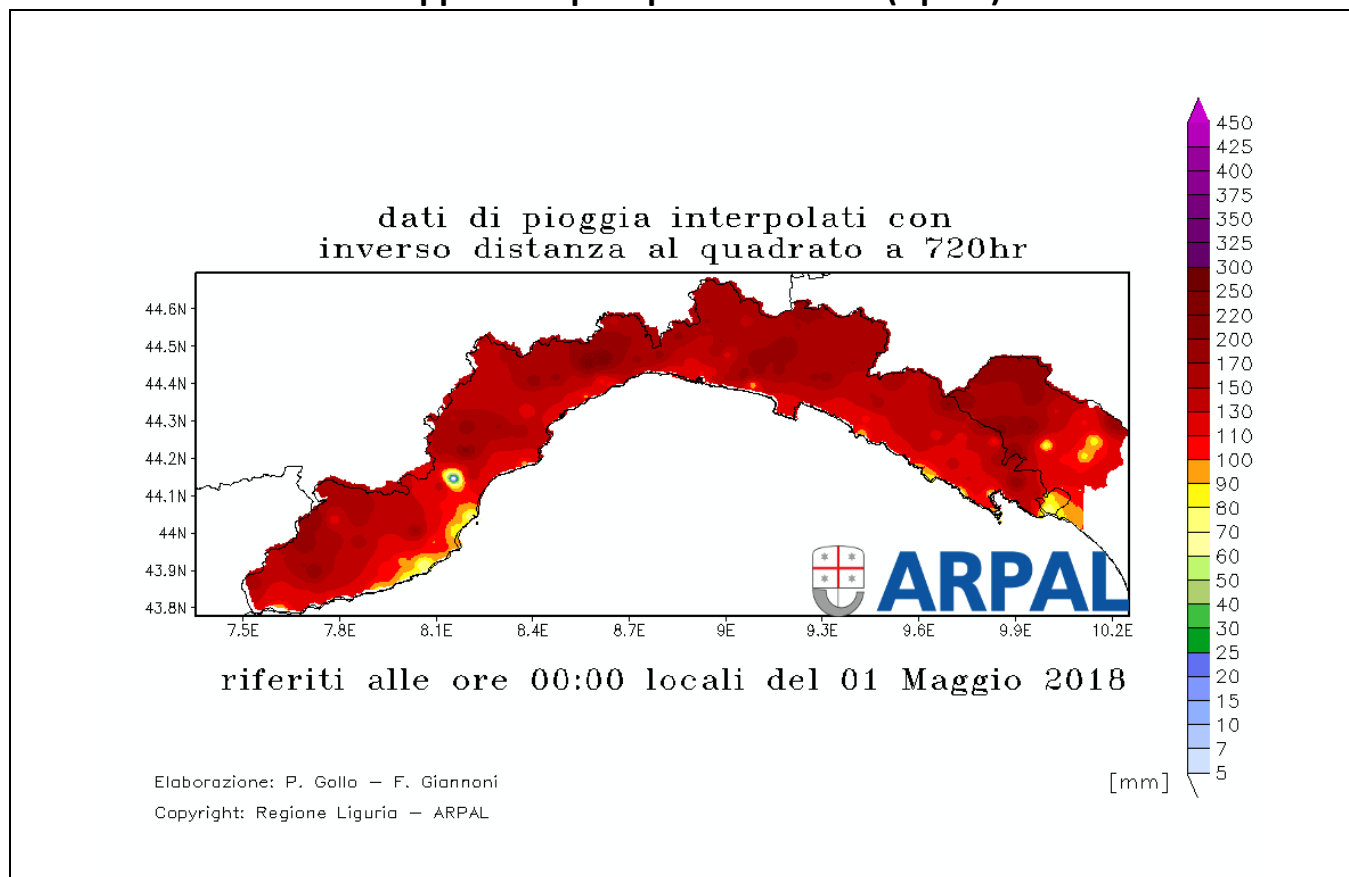 dati di pioggia interpolati con
inverso distanza al quadrato a 720hr
44.6N
44.5N
44.4N
44.3N
44.2N
44.1N
44N
43.9N
43.8N
7.5E 7.8E 8.1E 8.4E 8.7E 9E 9.3E 9.6E 9.9E 10.2E
ARPAL
riferiti alle ore 00:00 locali del 01 Maggio 2018
450
425
400
375
350
325
300
250
220
200
170
150
130
110
100
90
80
70
60
50
40
30
25
20
15
10
7
5
[mm]
Elaborazione: P. Gollo – F. Giannoni
Copyright: Regione Liguria – ARPAL